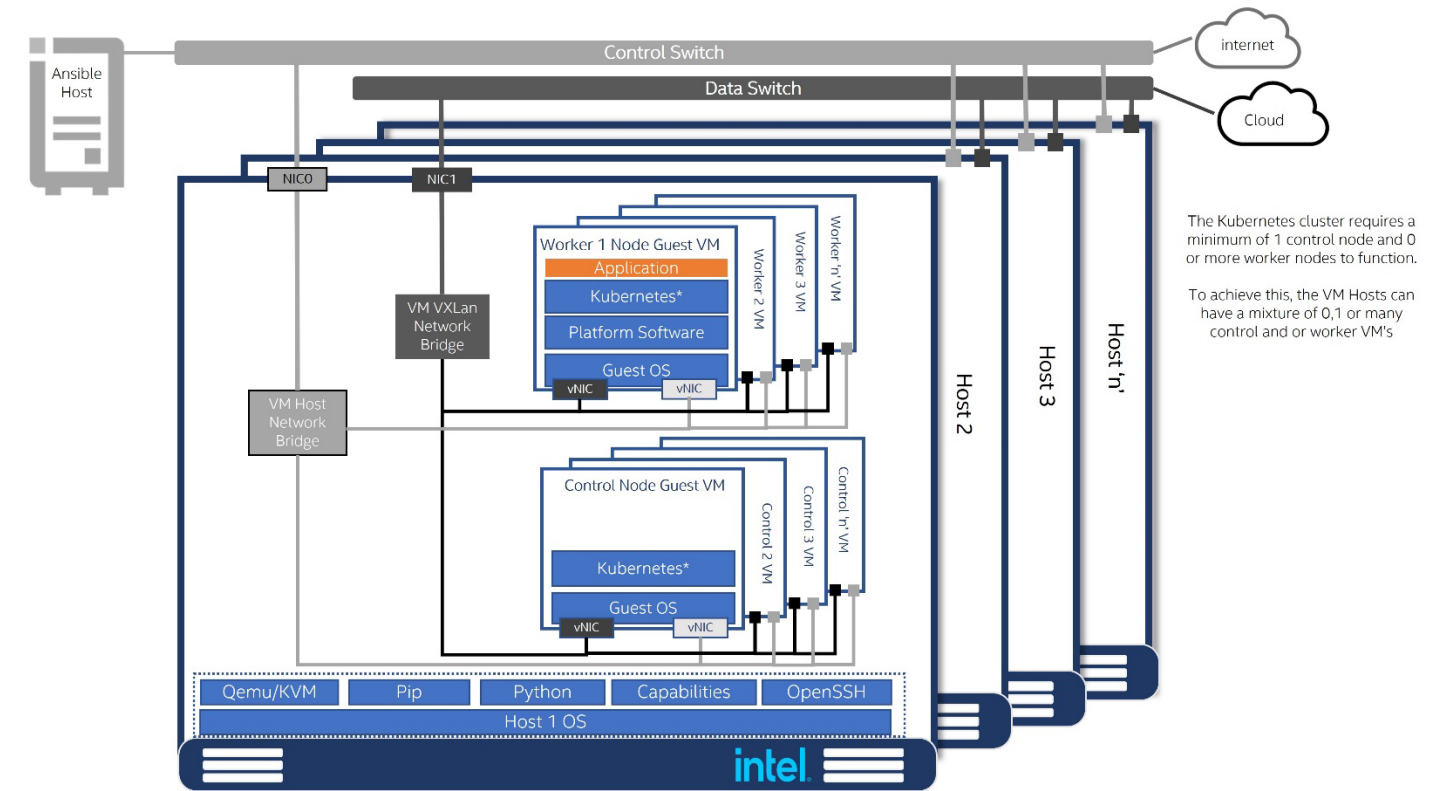 Control Switch
internet
Ansible
Host
Data Switch
Cloud
NIC0
NIC1
The Kubernetes cluster requires a
minimum of 1 control node and 0
or more worker nodes to function.
To achieve this, the VM Hosts can
have a mixture of 0,1 or many
control and or worker VM's
Worker 1 Node Guest VM
Application
Kubernetes*
Platform Software
Guest OS
vNIC
vNIC
Worker 2 VM
Worker 3 VM
Worker 'n' VM
VM VXLan
Network
Bridge
VM Host
Network
Bridge
Host 2
Host 3
Host 'n'
Control Node Guest VM
Kubernetes*
Guest OS
vNIC
vNIC
Control 2 VM
Control 3 VM
Control 'n' VM
Qemu/KVM
Pip
Python
Capabilities
OpenSSH
Host 1 OS
intel.